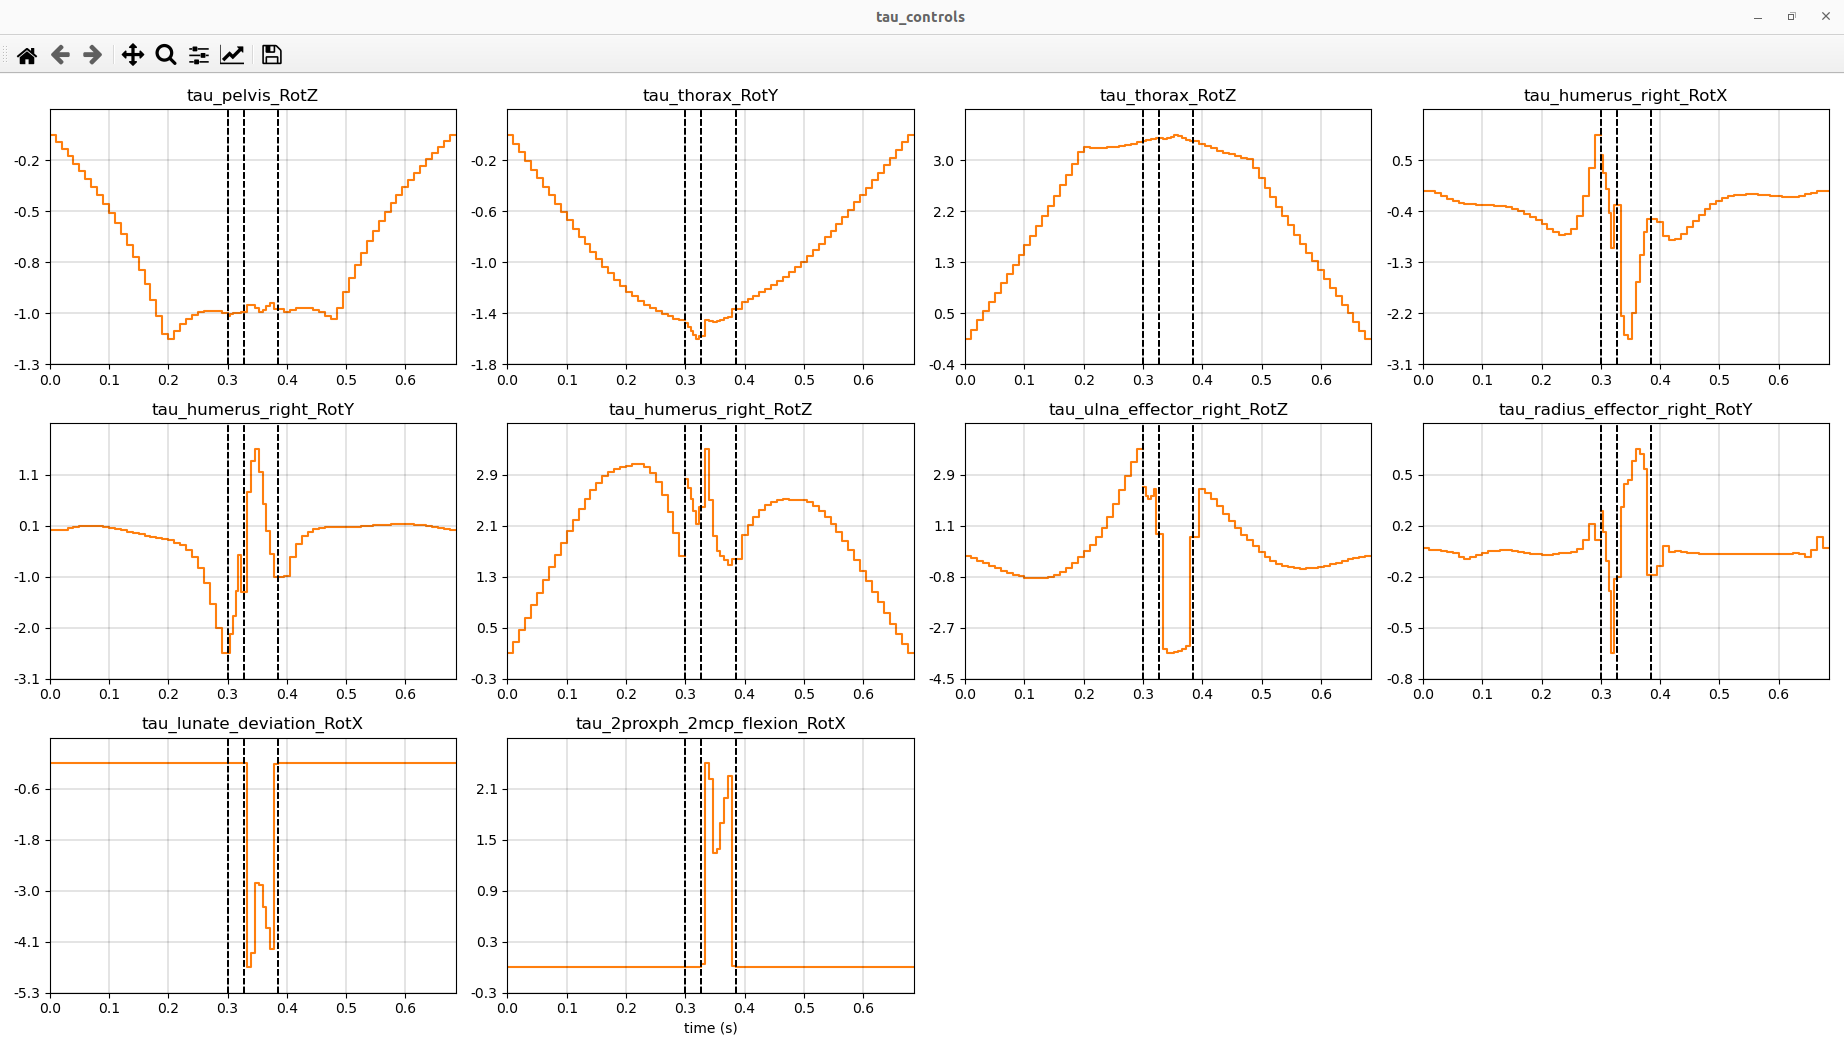 tau_controls
tau_pelvis_RotZ
-0.2
-0.5
-0.8
-1.0
-1.3
0.0 0.1 0.2 0.3 0.4 0.5 0.6
tau_thorax_RotY
-0.2
-0.6
-1.0
-1.4
-1.8
0.0 0.1 0.2 0.3 0.4 0.5 0.6
tau_thorax_RotZ
3.0
2.2
1.3
0.5
-0.4
0.0 0.1 0.2 0.3 0.4 0.5 0.6
tau_humerus_right_RotX
0.5
-0.4
-1.3
-2.2
-3.1
0.0 0.1 0.2 0.3 0.4 0.5 0.6
tau_humerus_right_RotY
1.1
0.1
-1.0
-2.0
-3.1
0.0 0.1 0.2 0.3 0.4 0.5 0.6
tau_humerus_right_RotZ
2.9
2.1
1.3
0.5
-0.3
0.0 0.1 0.2 0.3 0.4 0.5 0.6
tau_ulna_effector_right_RotZ
2.9
1.1
-0.8
-2.7
-4.5
0.0 0.1 0.2 0.3 0.4 0.5 0.6
tau_radius_effector_right_RotY
0.5
0.2
-0.2
-0.5
-0.8
0.0 0.1 0.2 0.3 0.4 0.5 0.6
tau_lunate_deviation_RotX
-0.6
-1.8
-3.0
-4.1
-5.3
0.0 0.1 0.2 0.3 0.4 0.5 0.6
tau_2proxph_2mcp_flexion_RotX
2.1
1.5
0.9
0.3
-0.3
0.0 0.1 0.2 0.3 0.4 0.5 0.6
time (s)